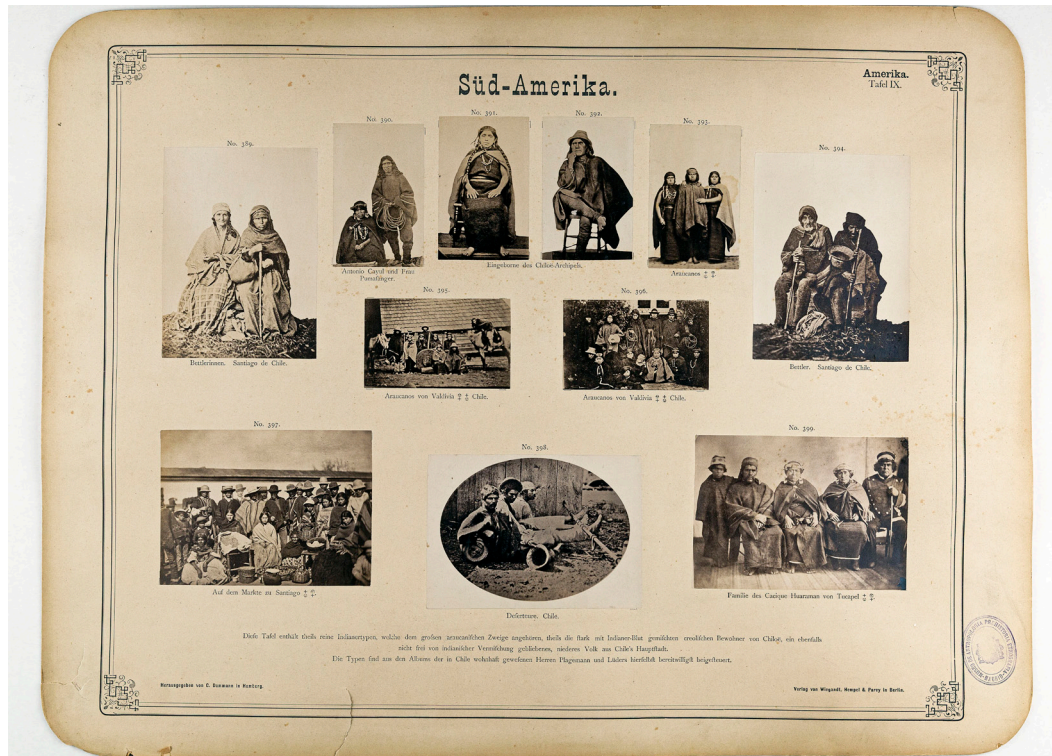 Süd-Amerika.
Amerika.
Tafel IX.
No. 389.
No. 390.
No. 391.
No. 392.
No. 393.
No. 394.
Antonio Cayul und Frau
Eingeborne des Chiloë-Archipels.
Araucanos
Bettlerinnen. Santiago de Chile.
Bettler. Santiago de Chile.
No. 395.
No. 396.
Araucanos von Valdivia Chile.
Araucanos von Valdivia Chile.
No. 397.
No. 398.
No. 399.
Auf dem Markte zu Santiago
Deserteure. Chile.
Familie des Cacique Huaraman von Tucapel
Diese Tafel enthält theils reine Indianertypen, welche dem grossen araucanischen Zweige angehören, theils die stark mit Indianer-Blut gemischten creolischen Bewohner von Chiloë, ein ebenfalls
nicht frei von indianischer Vermischung gebliebenes, niederes Volk aus Chile's Hauptstadt.
Die Typen sind aus den Albums der in Chile wohnhaft gewesenen Herren Plagemann und Lüders hierselbst bereitwilligst beigesteuert.
Herausgegeben von C. Dammann in Hamburg.
Verlag von Wiegandt, Hempel & Parey in Berlin.